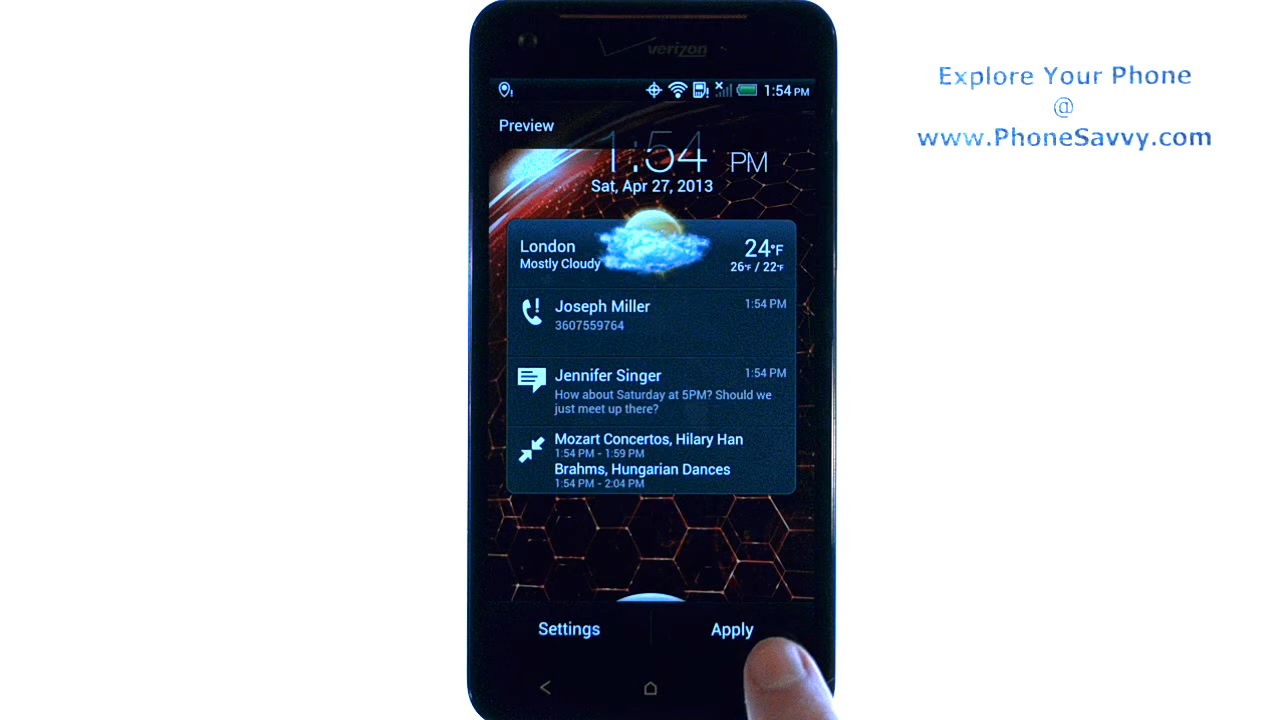 verizon
1:54 PM
Preview
1:54 PM
Sat, Apr 27, 2013
London
Mostly Cloudy
24°F
26°F / 22°F
Joseph Miller
1:54 PM
3607559764
Jennifer Singer
1:54 PM
How about Saturday at 5PM? Should we
just meet up there?
Mozart Concertos, Hilary Han
1:54 PM - 1:59 PM
Brahms, Hungarian Dances
1:54 PM - 2:04 PM
Settings
Apply
Explore Your Phone
@
www.PhoneSavvy.com